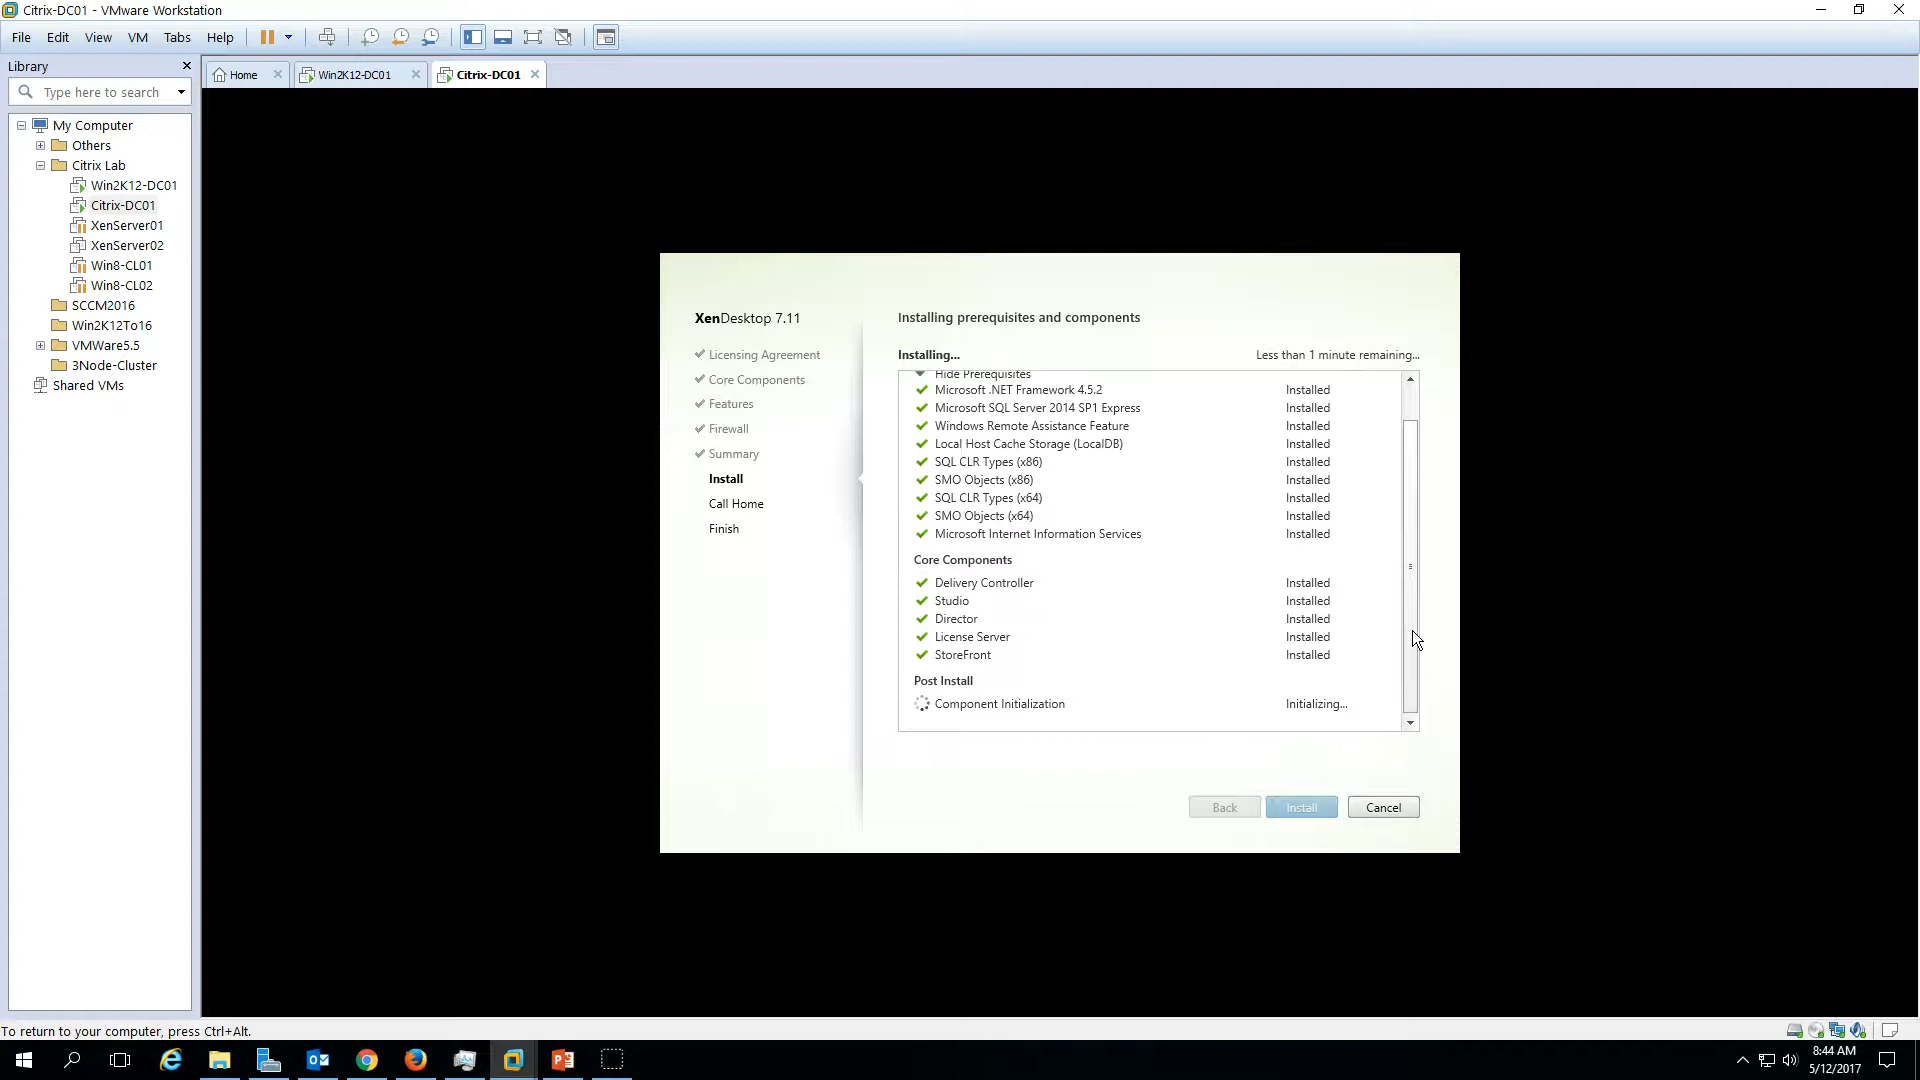 Citrix-DC01 - VMware Workstation
File Edit View VM Tabs Help
Library
Type here to search
Home
Win2K12-DC01
Citrix-DC01
My Computer
Others
Citrix Lab
Win2K12-DC01
Citrix-DC01
XenServer01
XenServer02
Win8-CL01
Win8-CL02
SCCM2016
Win2K12To16
VMWare5.5
3Node-Cluster
Shared VMs
XenDesktop 7.11
Licensing Agreement
Core Components
Features
Firewall
Summary
Install
Call Home
Finish
Installing prerequisites and components
Installing... Less than 1 minute remaining...
Hide Prerequisites
Microsoft .NET Framework 4.5.2 Installed
Microsoft SQL Server 2014 SP1 Express Installed
Windows Remote Assistance Feature Installed
Local Host Cache Storage (LocalDB) Installed
SQL CLR Types (x86) Installed
SMO Objects (x86) Installed
SQL CLR Types (x64) Installed
SMO Objects (x64) Installed
Microsoft Internet Information Services Installed
Core Components
Delivery Controller Installed
Studio Installed
Director Installed
License Server Installed
StoreFront Installed
Post Install
Component Initialization Initializing...
Back Install Cancel
To return to your computer, press Ctrl+Alt.
8:44 AM
5/12/2017